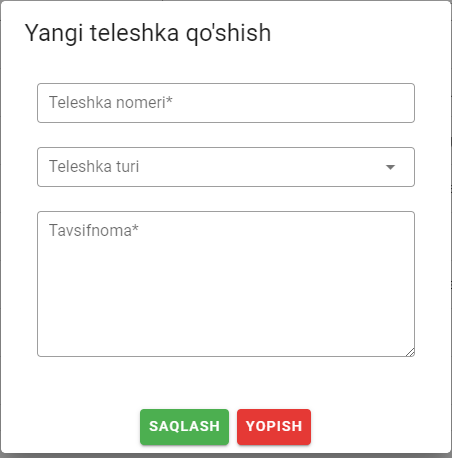 Yangi teleshka qo'shish
Teleshka nomeri*
Teleshka turi
Tavsifnoma*
SAQLASH YOPISH